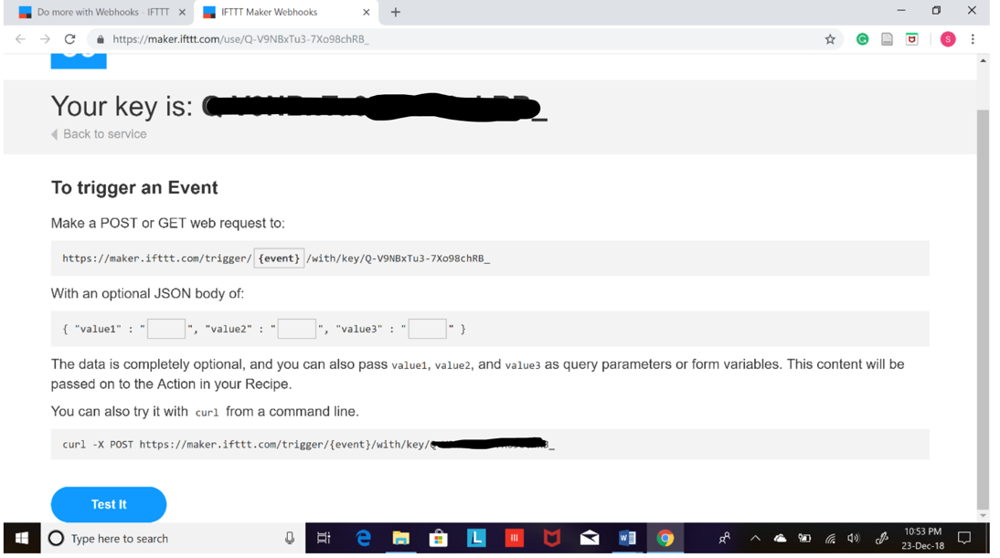 Do more with Webhooks - IFTTT
IFTTT Maker Webhooks
https://maker.ifttt.com/use/Q-V9NBxTu3-7Xo98chRB_
S
Your key is:
Back to service
To trigger an Event
Make a POST or GET web request to:
https://maker.ifttt.com/trigger/ {event} /with/key/Q-V9NBxTu3-7Xo98chRB_
With an optional JSON body of:
{ "value1" : "", "value2" : "", "value3" : "" }
The data is completely optional, and you can also pass value1, value2, and value3 as query parameters or form variables. This content will be
passed on to the Action in your Recipe.
You can also try it with curl from a command line.
curl -X POST https://maker.ifttt.com/trigger/{event}/with/key/
Test It
Type here to search
L
10:53 PM
23-Dec-18